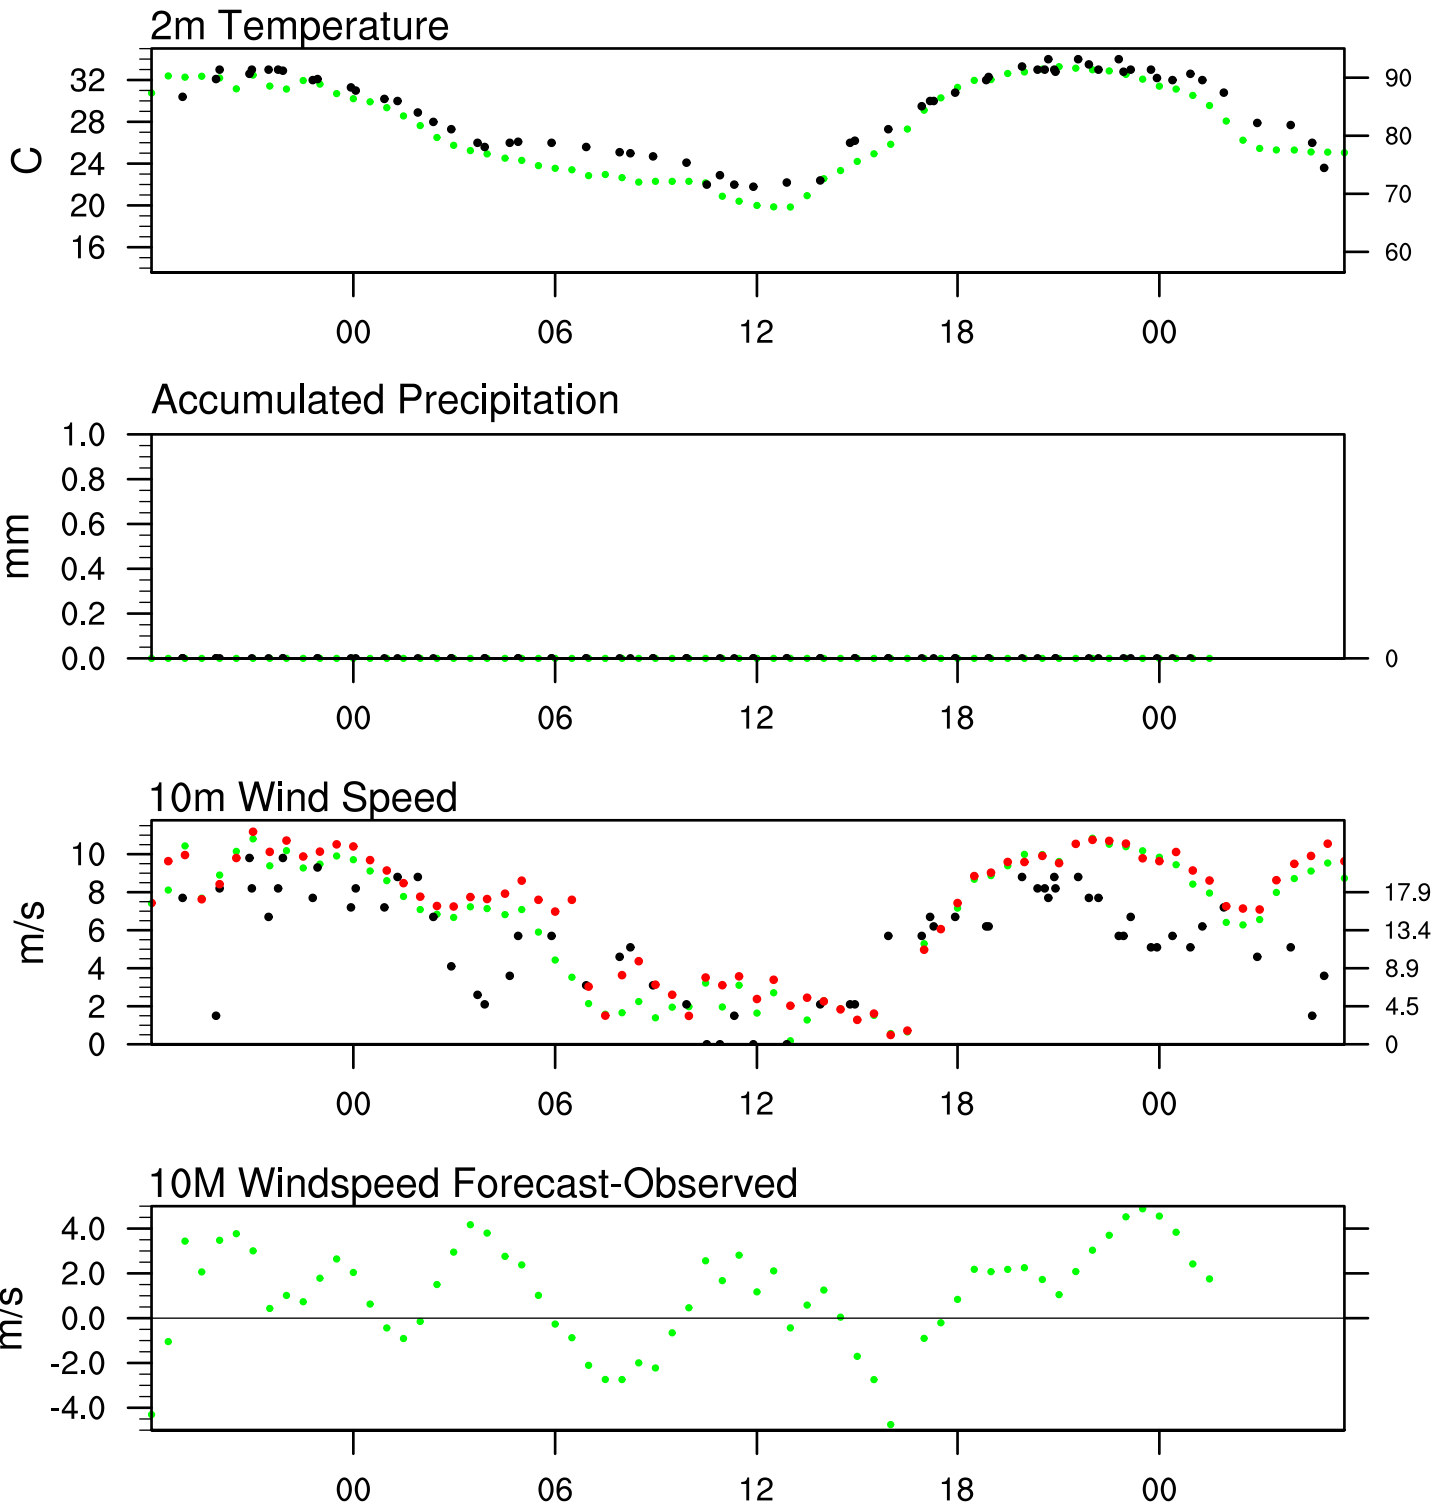 2m Temperature
32
28
24
20
16
C
90
80
70
60
00 06 12 18 00
Accumulated Precipitation
1.0
0.8
0.6
0.4
0.2
0.0
mm
0
00 06 12 18 00
10m Wind Speed
10
8
6
4
2
0
m/s
17.9
13.4
8.9
4.5
0
00 06 12 18 00
10M Windspeed Forecast-Observed
4.0
2.0
0.0
-2.0
-4.0
m/s
00 06 12 18 00